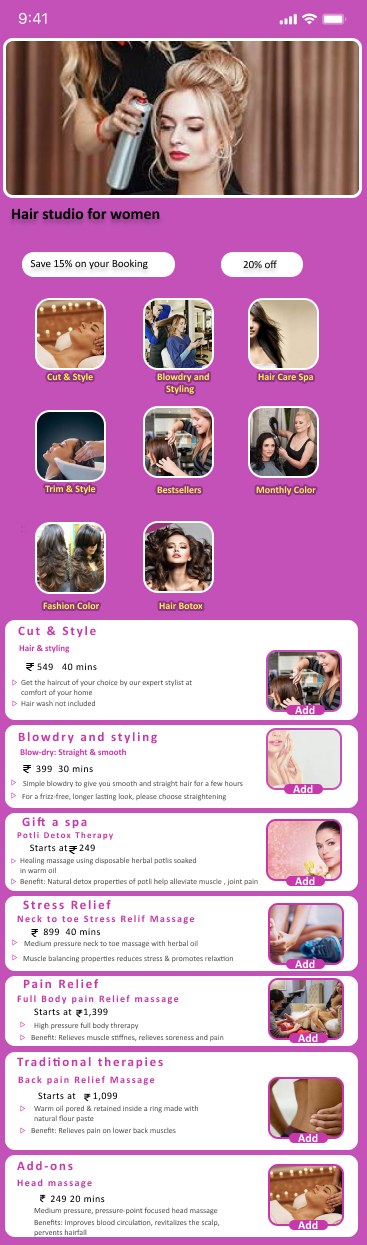 9:41
Hair studio for women
Save 15% on your Booking
20% off
Cut & Style
Blowdry and
Styling
Hair Care Spa
Trim & Style
Bestsellers
Monthly Color
Fashion Color
Hair Botox
Cut & Style
Hair & styling
₹ 549 40 mins
Get the haircut of your choice by our expert stylist at
comfort of your home
Hair wash not included
Add
Blowdry and styling
Blow-dry: Straight & smooth
₹ 399 30 mins
Simple blowdry to give you smooth and straight hair for a few hours
For a frizz-free, longer lasting look, please choose straightening
Add
Gift a spa
Potli Detox Therapy
Starts at ₹ 249
Healing massage using disposable herbal potlis soaked
in warm oil
Benefit: Natural detox properties of potli help alleviate muscle , joint pain
Add
Stress Relief
Neck to toe Stress Relif Massage
₹ 899 40 mins
Medium pressure neck to toe massage with herbal oil
Muscle balancing properties reduces stress & promotes relaxtion
Add
Pain Relief
Full Body pain Relief massage
Starts at ₹1,399
High pressure full body threrapy
Benefit: Relieves muscle stiffnes, relieves soreness and pain
Add
Traditional therapies
Back pain Relief Massage
Starts at ₹ 1,099
Warm oil pored & retained inside a ring made with
natural flour paste
Benefit: Relieves pain on lower back muscles
Add
Add-ons
Head massage
₹ 249 20 mins
Medium pressure, pressure-point focused head massage
Benefits: Improves blood circulation, revitalizes the scalp,
pervents hairfall
Add